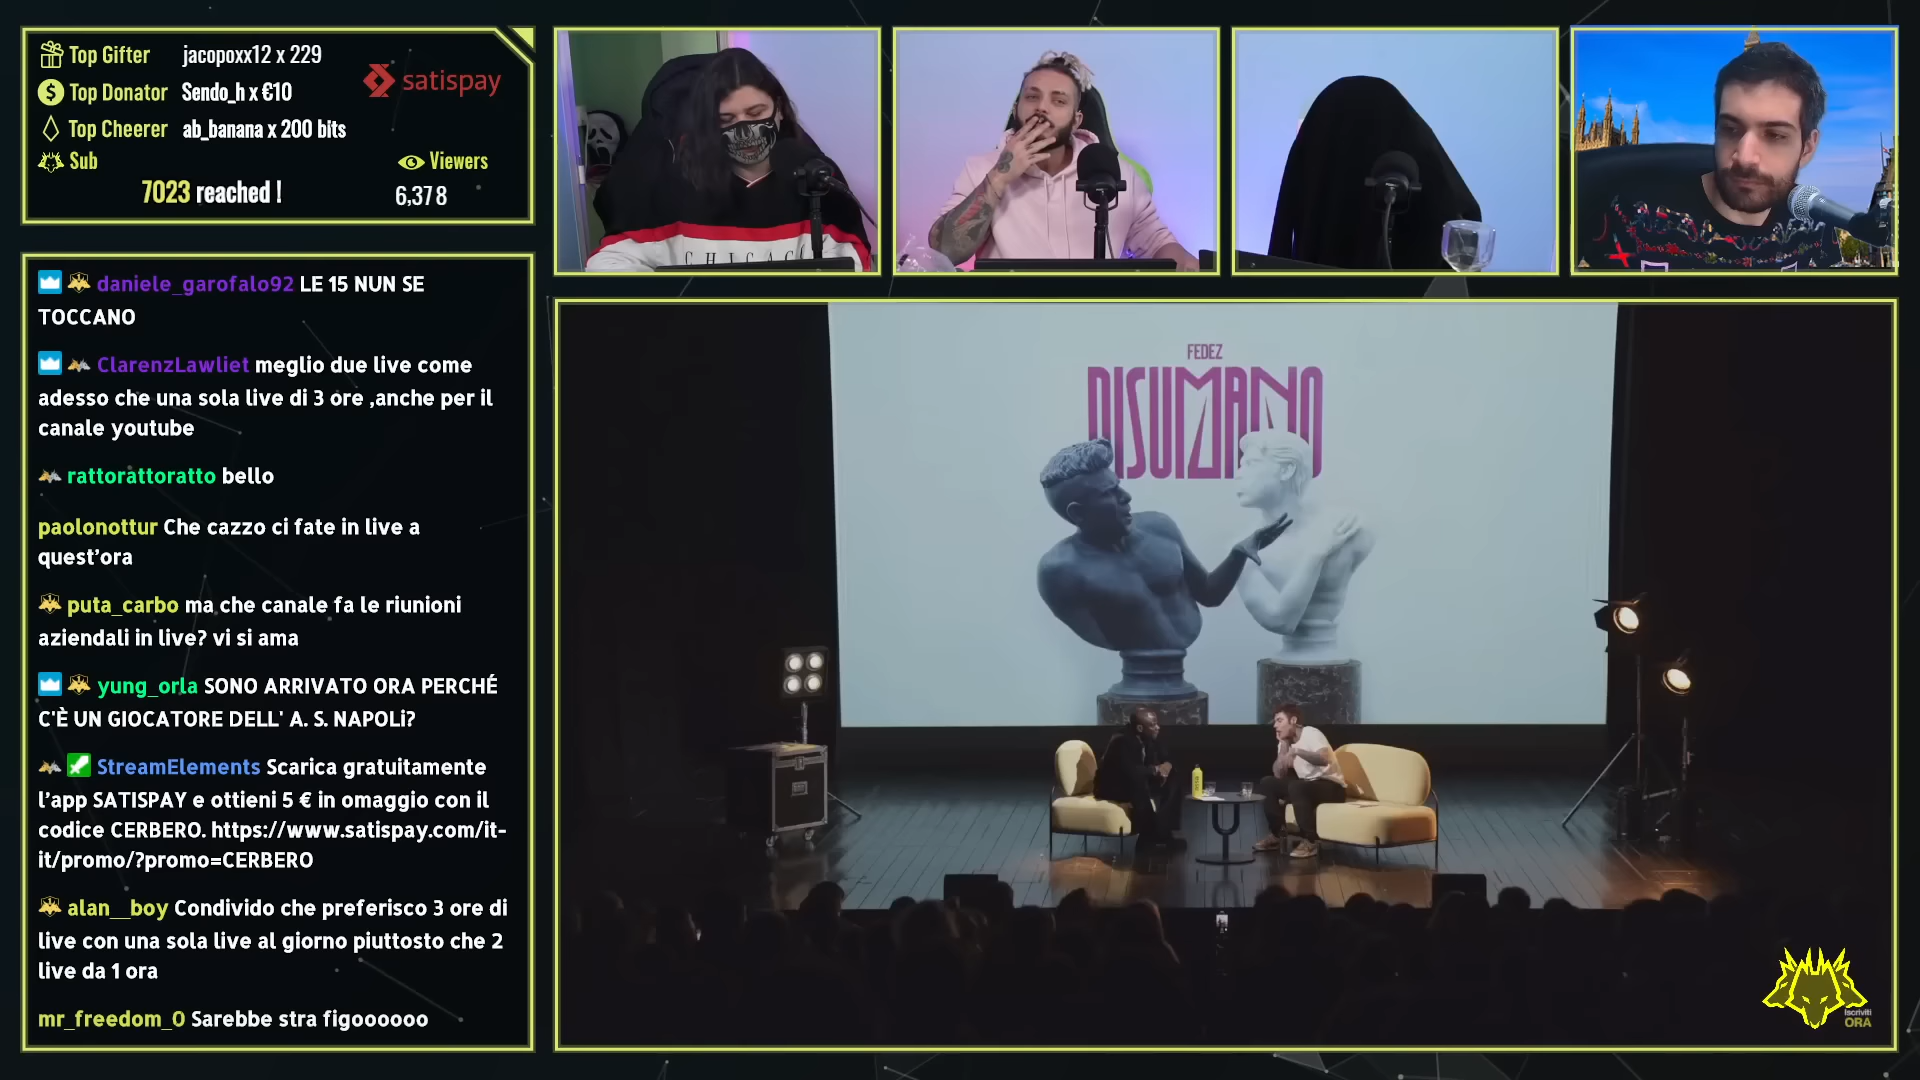 Top Gifter jacopoxx12 x 229
satispay
Top Donator Sendo_h x €10
Top Cheerer ab_banana x 200 bits
Sub
Viewers
7023 reached !
6,378
daniele_garofalo92 LE 15 NUN SE
TOCCANO
ClarenzLawliet meglio due live come
adesso che una sola live di 3 ore ,anche per il
canale youtube
rattorattoratto bello
paolonottur Che cazzo ci fate in live a
quest'ora
puta_carbo ma che canale fa le riunioni
aziendali in live? vi si ama
yung_orla SONO ARRIVATO ORA PERCHÉ
C'È UN GIOCATORE DELL' A. S. NAPOLi?
StreamElements Scarica gratuitamente
l'app SATISPAY e ottieni 5 € in omaggio con il
codice CERBERO. https://www.satispay.com/it-
it/promo/?promo=CERBERO
alan__boy Condivido che preferisco 3 ore di
live con una sola live al giorno piuttosto che 2
live da 1 ora
mr_freedom_0 Sarebbe stra figoooooo
CHICAG
FEDEZ
DISUMANO
Iscriviti
ORA